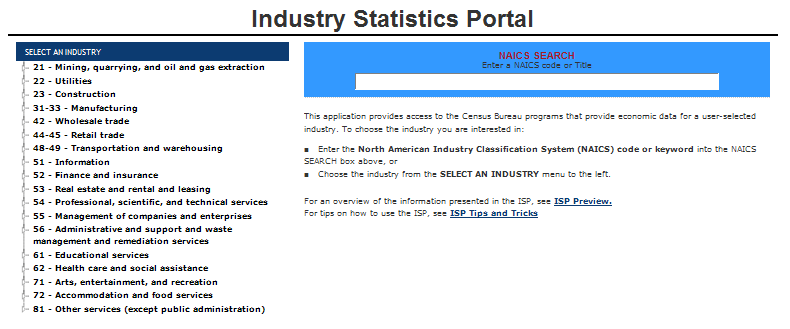 Industry Statistics Portal
SELECT AN INDUSTRY
21 - Mining, quarrying, and oil and gas extraction
22 - Utilities
23 - Construction
31-33 - Manufacturing
42 - Wholesale trade
44-45 - Retail trade
48-49 - Transportation and warehousing
51 - Information
52 - Finance and insurance
53 - Real estate and rental and leasing
54 - Professional, scientific, and technical services
55 - Management of companies and enterprises
56 - Administrative and support and waste
management and remediation services
61 - Educational services
62 - Health care and social assistance
71 - Arts, entertainment, and recreation
72 - Accommodation and food services
81 - Other services (except public administration)
NAICS SEARCH
Enter a NAICS code or Title
This application provides access to the Census Bureau programs that provide economic data for a user-selected
industry. To choose the industry you are interested in:
▪ Enter the North American Industry Classification System (NAICS) code or keyword into the NAICS
SEARCH box above, or
▪ Choose the industry from the SELECT AN INDUSTRY menu to the left.
For an overview of the information presented in the ISP, see ISP Preview.
For tips on how to use the ISP, see ISP Tips and Tricks